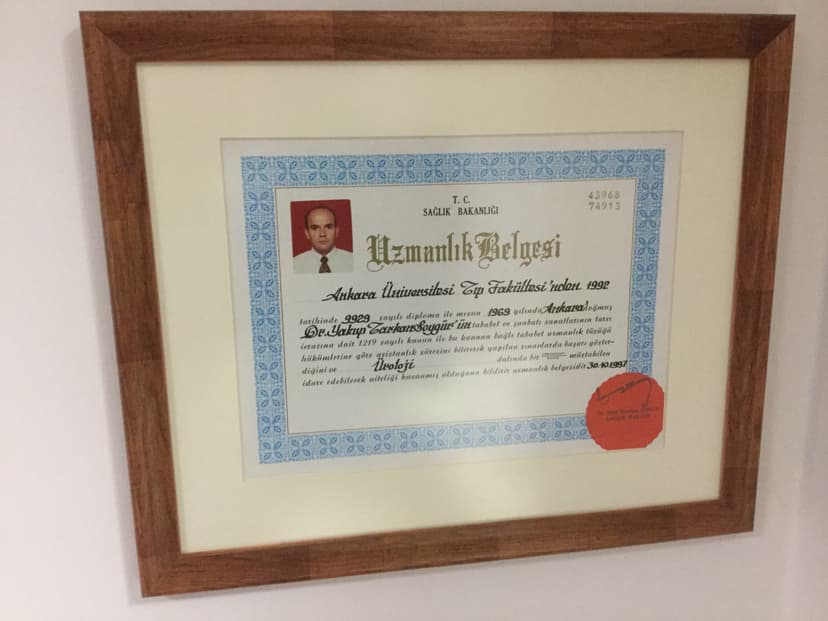 T. C.
SAĞLIK BAKANLIĞI
43968
74913
Uzmanlık Belgesi
Ankara Üniversitesi Tıp Fakültesi'nden 1992
tarihinde 9929 sayılı diploma ile mezun 1969 yılında Ankara' doğmuş
Dr. Yakup Tarkan Soygür'ün tababet ve şuabatı sanatlarının tarzı
icrasına dair 1219 sayılı kanun ile bu kanuna bağlı tababet uzmanlık tüzüğü
hükümlerine göre asistanlık süresini bitirerek yapılan sınavlarda başarı göster-
diğini ve Üroloji dalında bir müstakilen
idare edebilecek niteliği kazanmış olduğunu bildirir uzmanlık belgesidir. 30.10.1997
SAĞLIK BAKANI